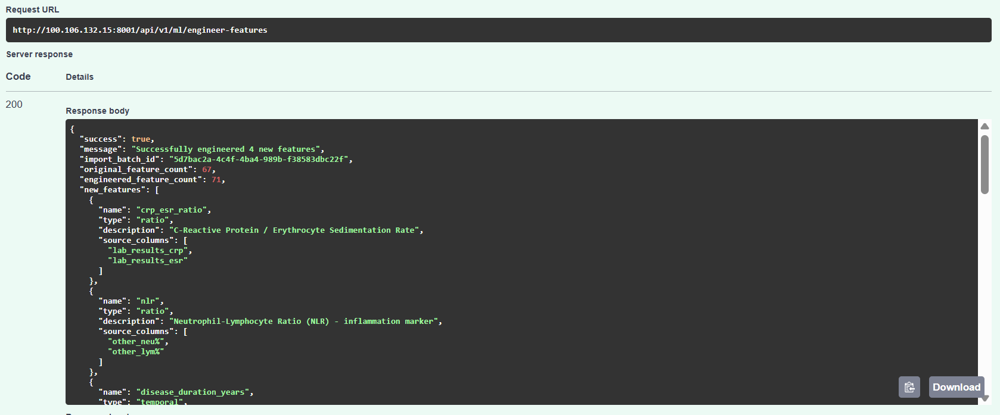 Request URL
http://100.106.132.15:8001/api/v1/ml/engineer-features
Server response
Code Details
200
Response body
{
"success": true,
"message": "Successfully engineered 4 new features",
"import_batch_id": "5d7bac2a-4c4f-4ba4-989b-f38583dbc22f",
"original_feature_count": 67,
"engineered_feature_count": 71,
"new_features": [
{
"name": "crp_esr_ratio",
"type": "ratio",
"description": "C-Reactive Protein / Erythrocyte Sedimentation Rate",
"source_columns": [
"lab_results_crp",
"lab_results_esr"
]
},
{
"name": "nlr",
"type": "ratio",
"description": "Neutrophil-Lymphocyte Ratio (NLR) - inflammation marker",
"source_columns": [
"other_neu%",
"other_lym%"
]
},
{
"name": "disease_duration_years",
"type": "temporal",
Download